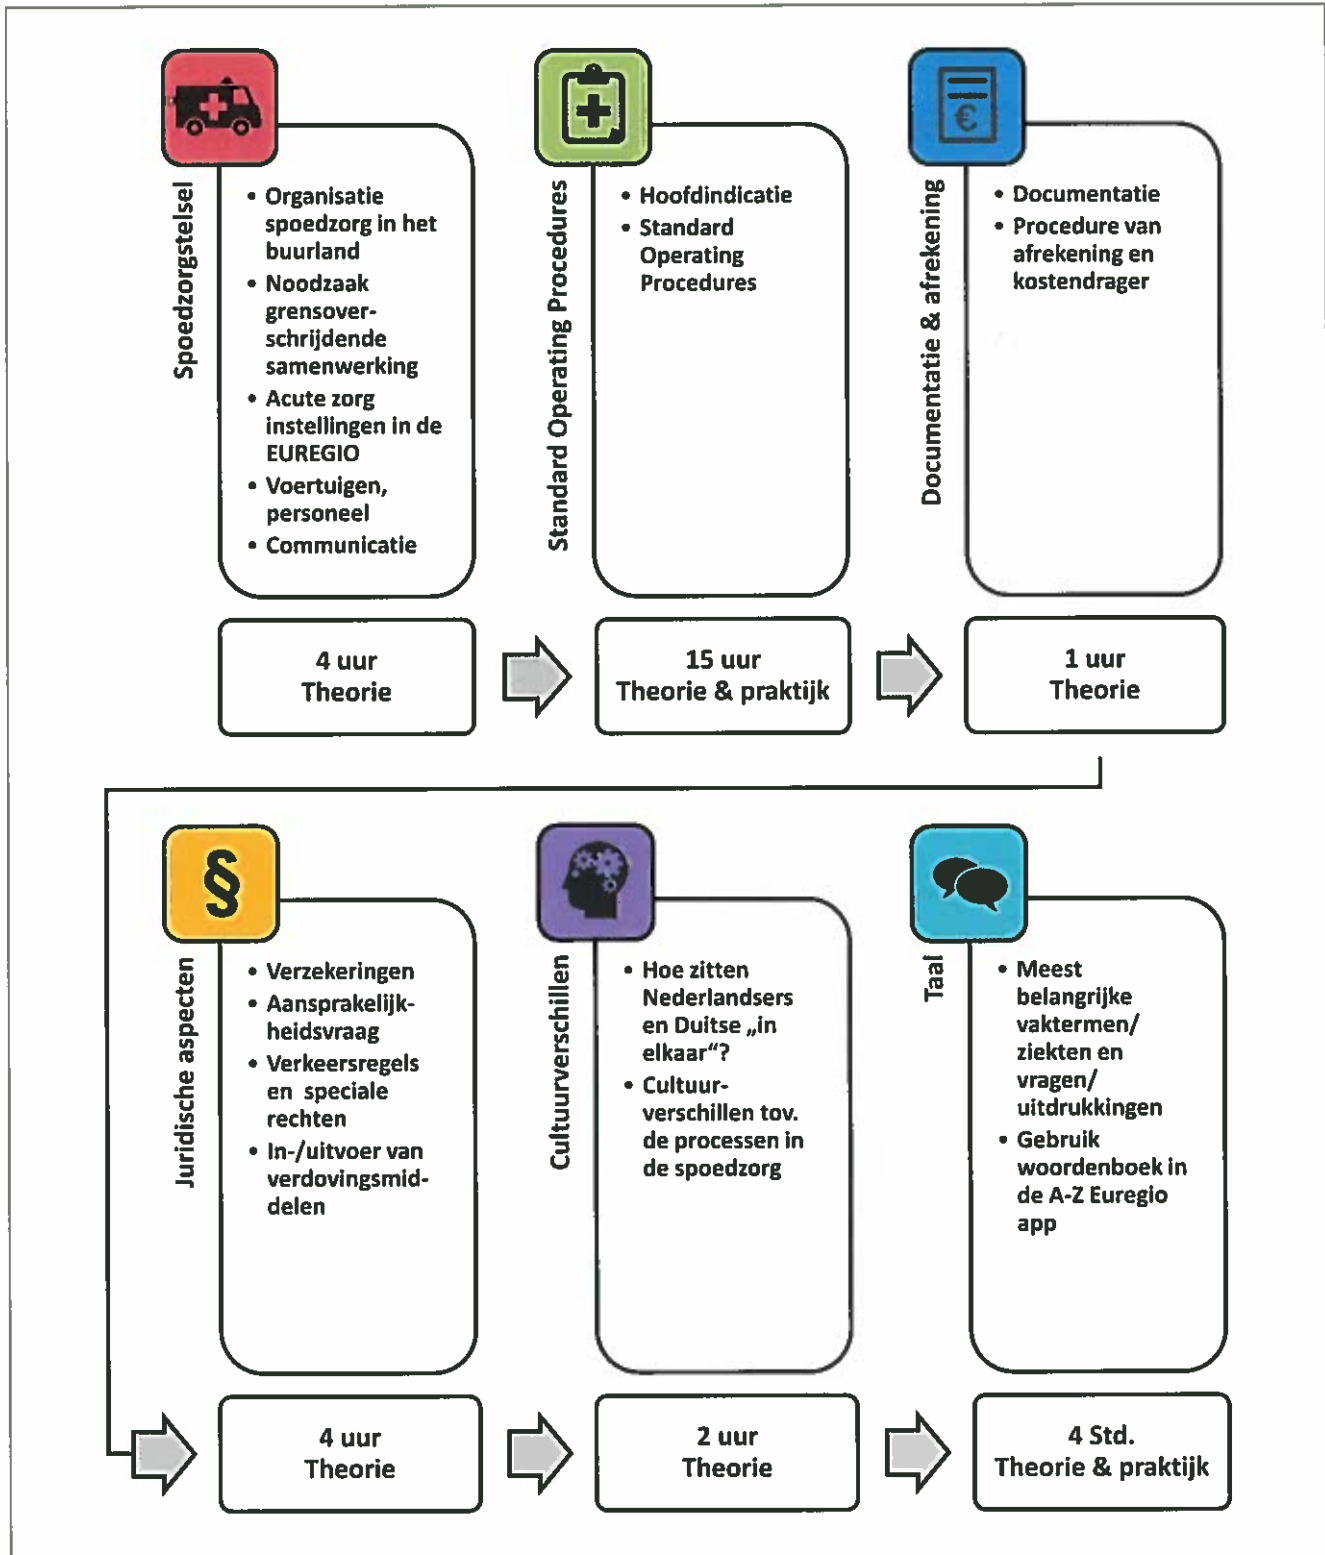 Spoedzorgstelsel
• Organisatie
spoedzorg in het
buurland
• Noodzaak
grensover-
schrijdende
samenwerking
• Acute zorg
instellingen in de
EUREGIO
• Voertuigen,
personeel
• Communicatie
4 uur
Theorie
Standard Operating Procedures
• Hoofdindicatie
• Standard
Operating
Procedures
15 uur
Theorie & praktijk
Documentatie & afrekening
€
• Documentatie
• Procedure van
afrekening en
kostendrager
1 uur
Theorie
§
Juridische aspecten
• Verzekeringen
• Aansprakelijk-
heidsvraag
• Verkeersregels
en speciale
rechten
• In-/uitvoer van
verdovingsmid-
delen
4 uur
Theorie
Cultuurverschillen
• Hoe zitten
Nederlandsers
en Duitse „in
elkaar“?
• Cultuur-
verschillen tov.
de processen in
de spoedzorg
2 uur
Theorie
Taal
• Meest
belangrijke
vaktermen/
ziekten en
vragen/
uitdrukkingen
• Gebruik
woordenboek in
de A-Z Euregio
app
4 Std.
Theorie & praktijk